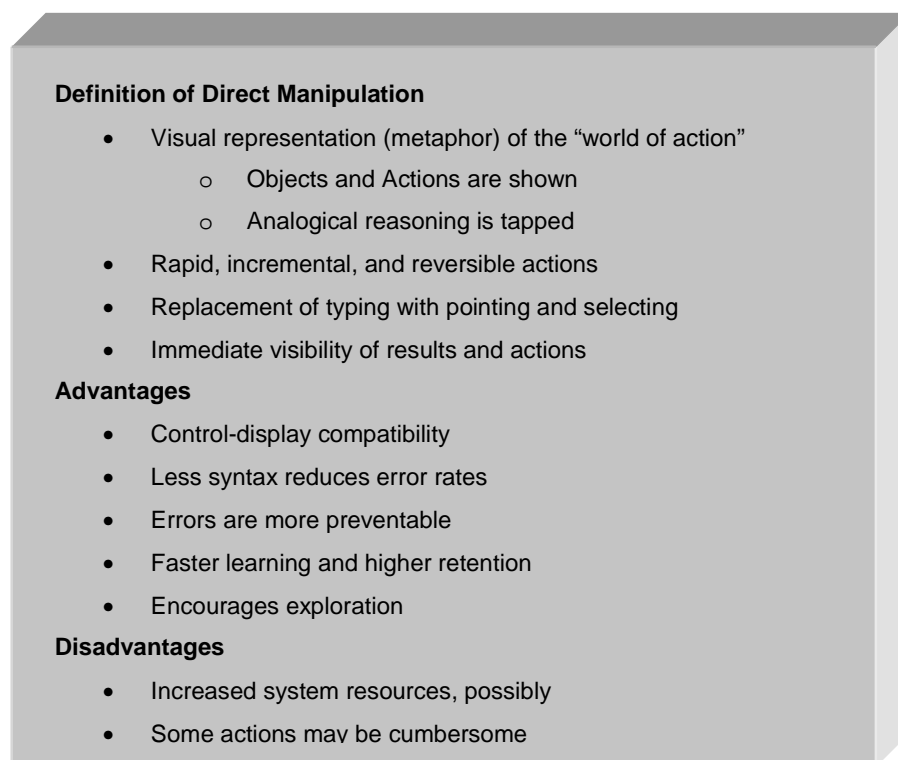 Definition of Direct Manipulation
• Visual representation (metaphor) of the “world of action”
o Objects and Actions are shown
o Analogical reasoning is tapped
• Rapid, incremental, and reversible actions
• Replacement of typing with pointing and selecting
• Immediate visibility of results and actions
Advantages
• Control-display compatibility
• Less syntax reduces error rates
• Errors are more preventable
• Faster learning and higher retention
• Encourages exploration
Disadvantages
• Increased system resources, possibly
• Some actions may be cumbersome